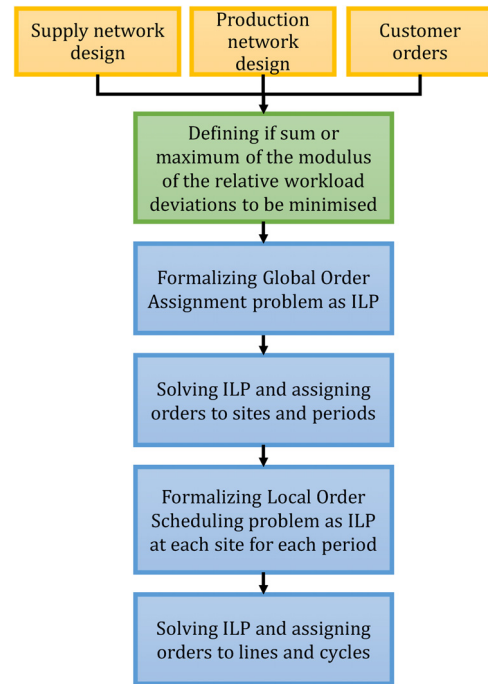 Supply network
design
Production
network
design
Customer
orders
Defining if sum or
maximum of the modulus
of the relative workload
deviations to be minimised
Formalizing Global Order
Assignment problem as ILP
Solving ILP and assigning
orders to sites and periods
Formalizing Local Order
Scheduling problem as ILP
at each site for each period
Solving ILP and assigning
orders to lines and cycles